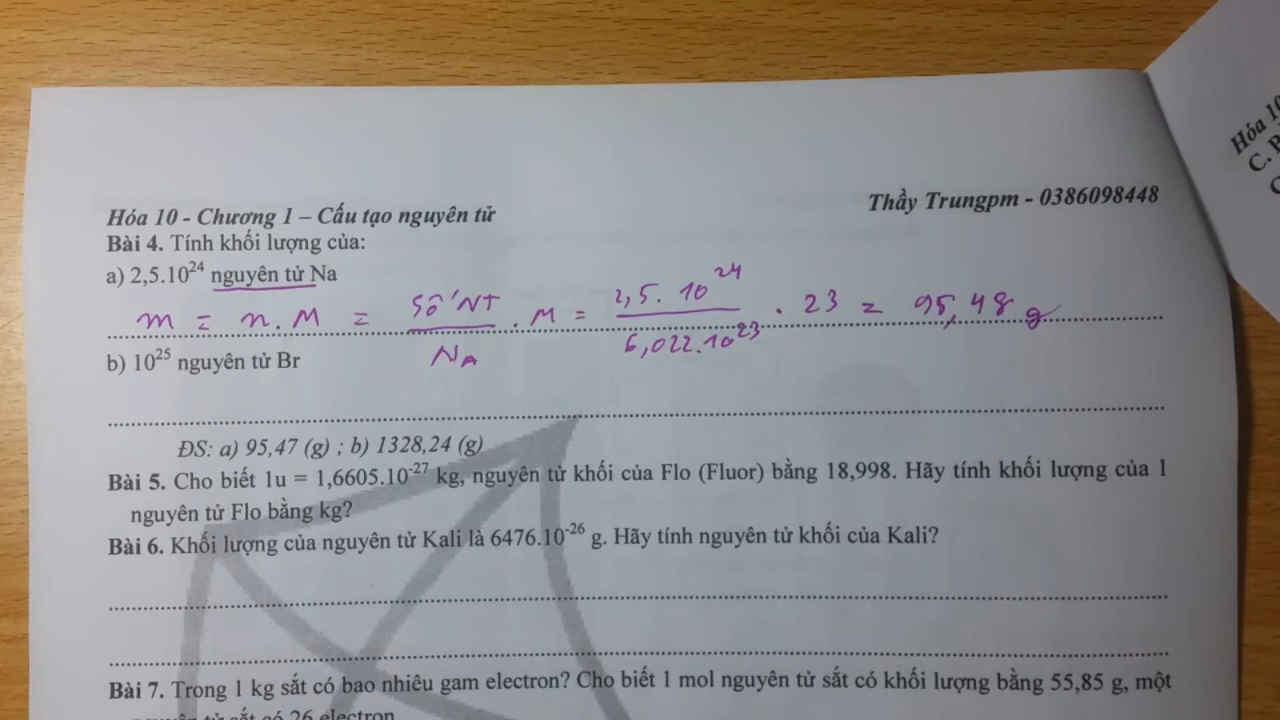 Hóa 10
C. B
Hóa 10 - Chương 1 – Cấu tạo nguyên tử
Thầy Trungpm - 0386098448
Bài 4. Tính khối lượng của:
a) 2,5.10²⁴ nguyên tử Na
m = n.M = Số NT / NA . M = 2,5.10²⁴ / 6,022.10²³ . 23 = 95,48 g
b) 10²⁵ nguyên tử Br
ĐS: a) 95,47 (g) ; b) 1328,24 (g)
Bài 5. Cho biết 1u = 1,6605.10⁻²⁷ kg, nguyên tử khối của Flo (Fluor) bằng 18,998. Hãy tính khối lượng của 1
nguyên tử Flo bằng kg?
Bài 6. Khối lượng của nguyên tử Kali là 6476.10⁻²⁶ g. Hãy tính nguyên tử khối của Kali?
Bài 7. Trong 1 kg sắt có bao nhiêu gam electron? Cho biết 1 mol nguyên tử sắt có khối lượng bằng 55,85 g, một
nguyên tử sắt có 26 electron